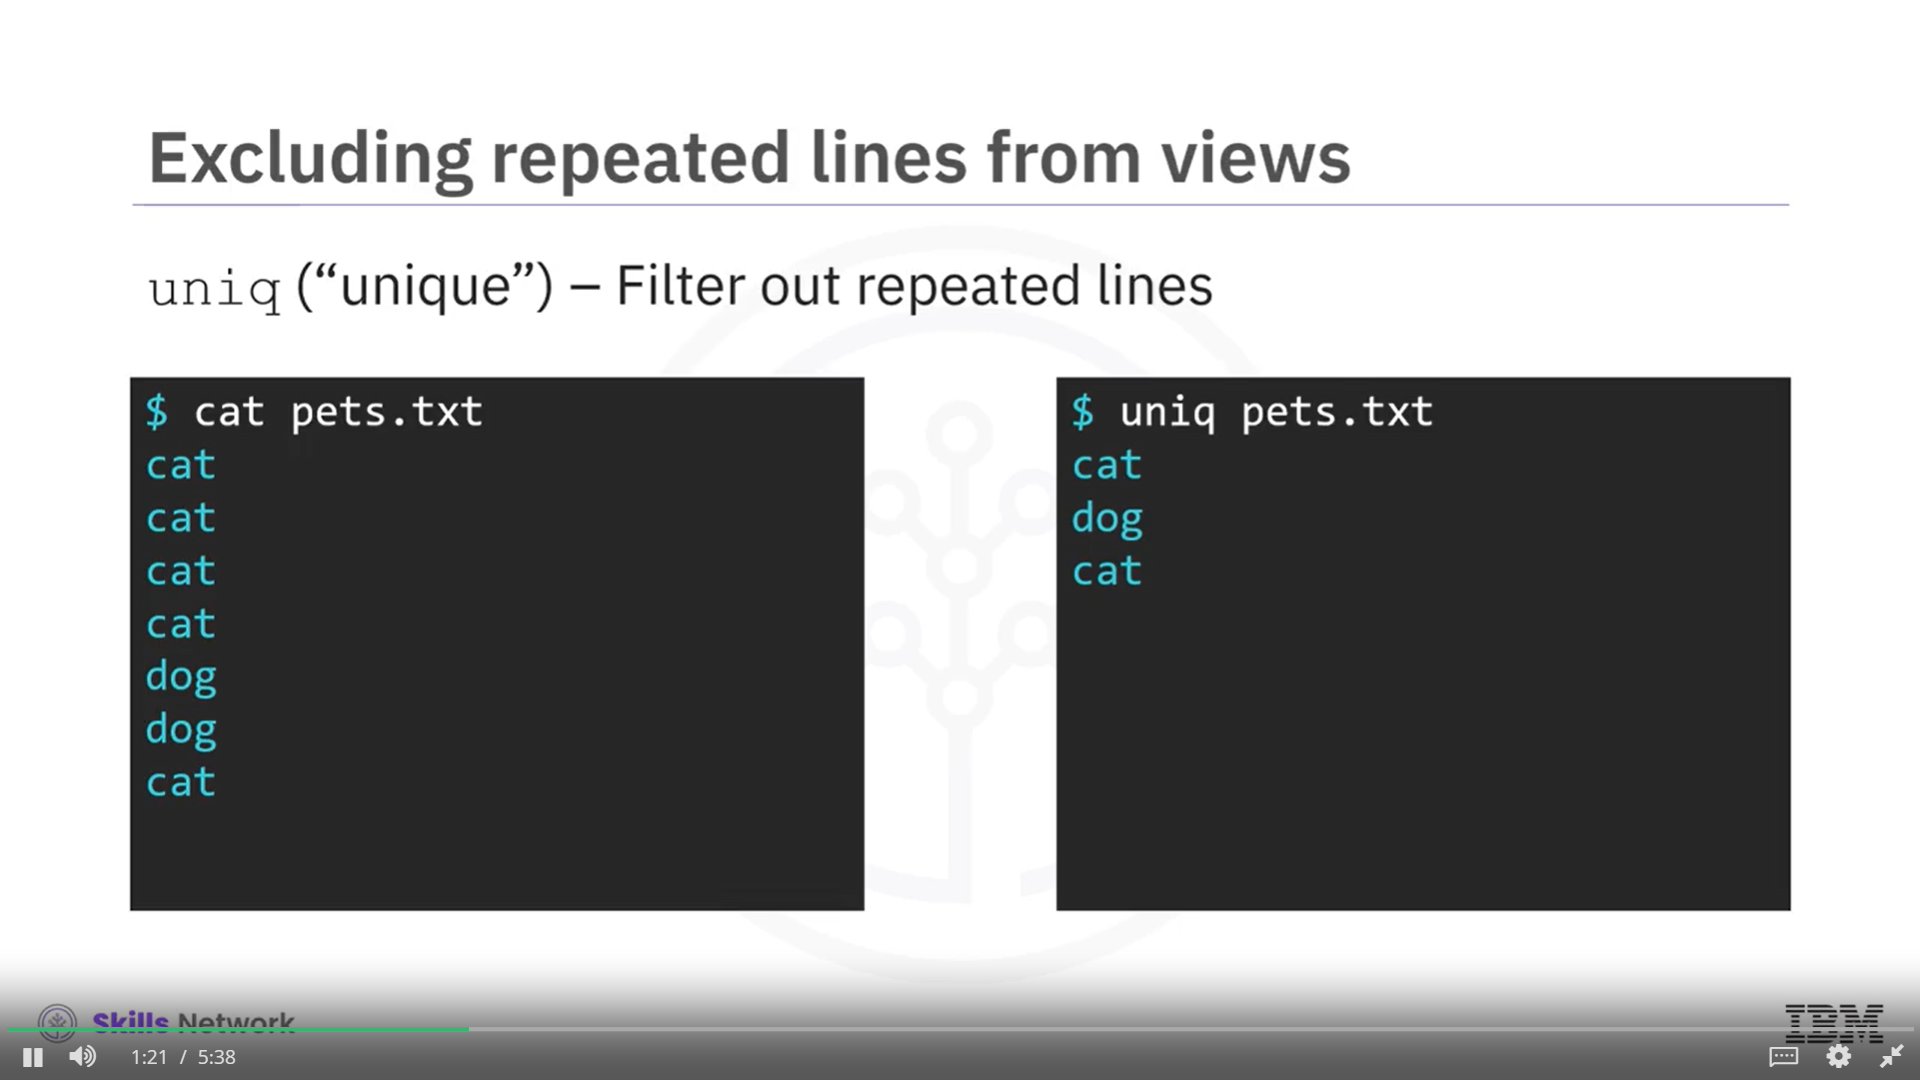 Excluding repeated lines from views
uniq (“unique”) – Filter out repeated lines
$ cat pets.txt
cat
cat
cat
cat
dog
dog
cat
$ uniq pets.txt
cat
dog
cat
Skills Network
IBM
1:21 / 5:38